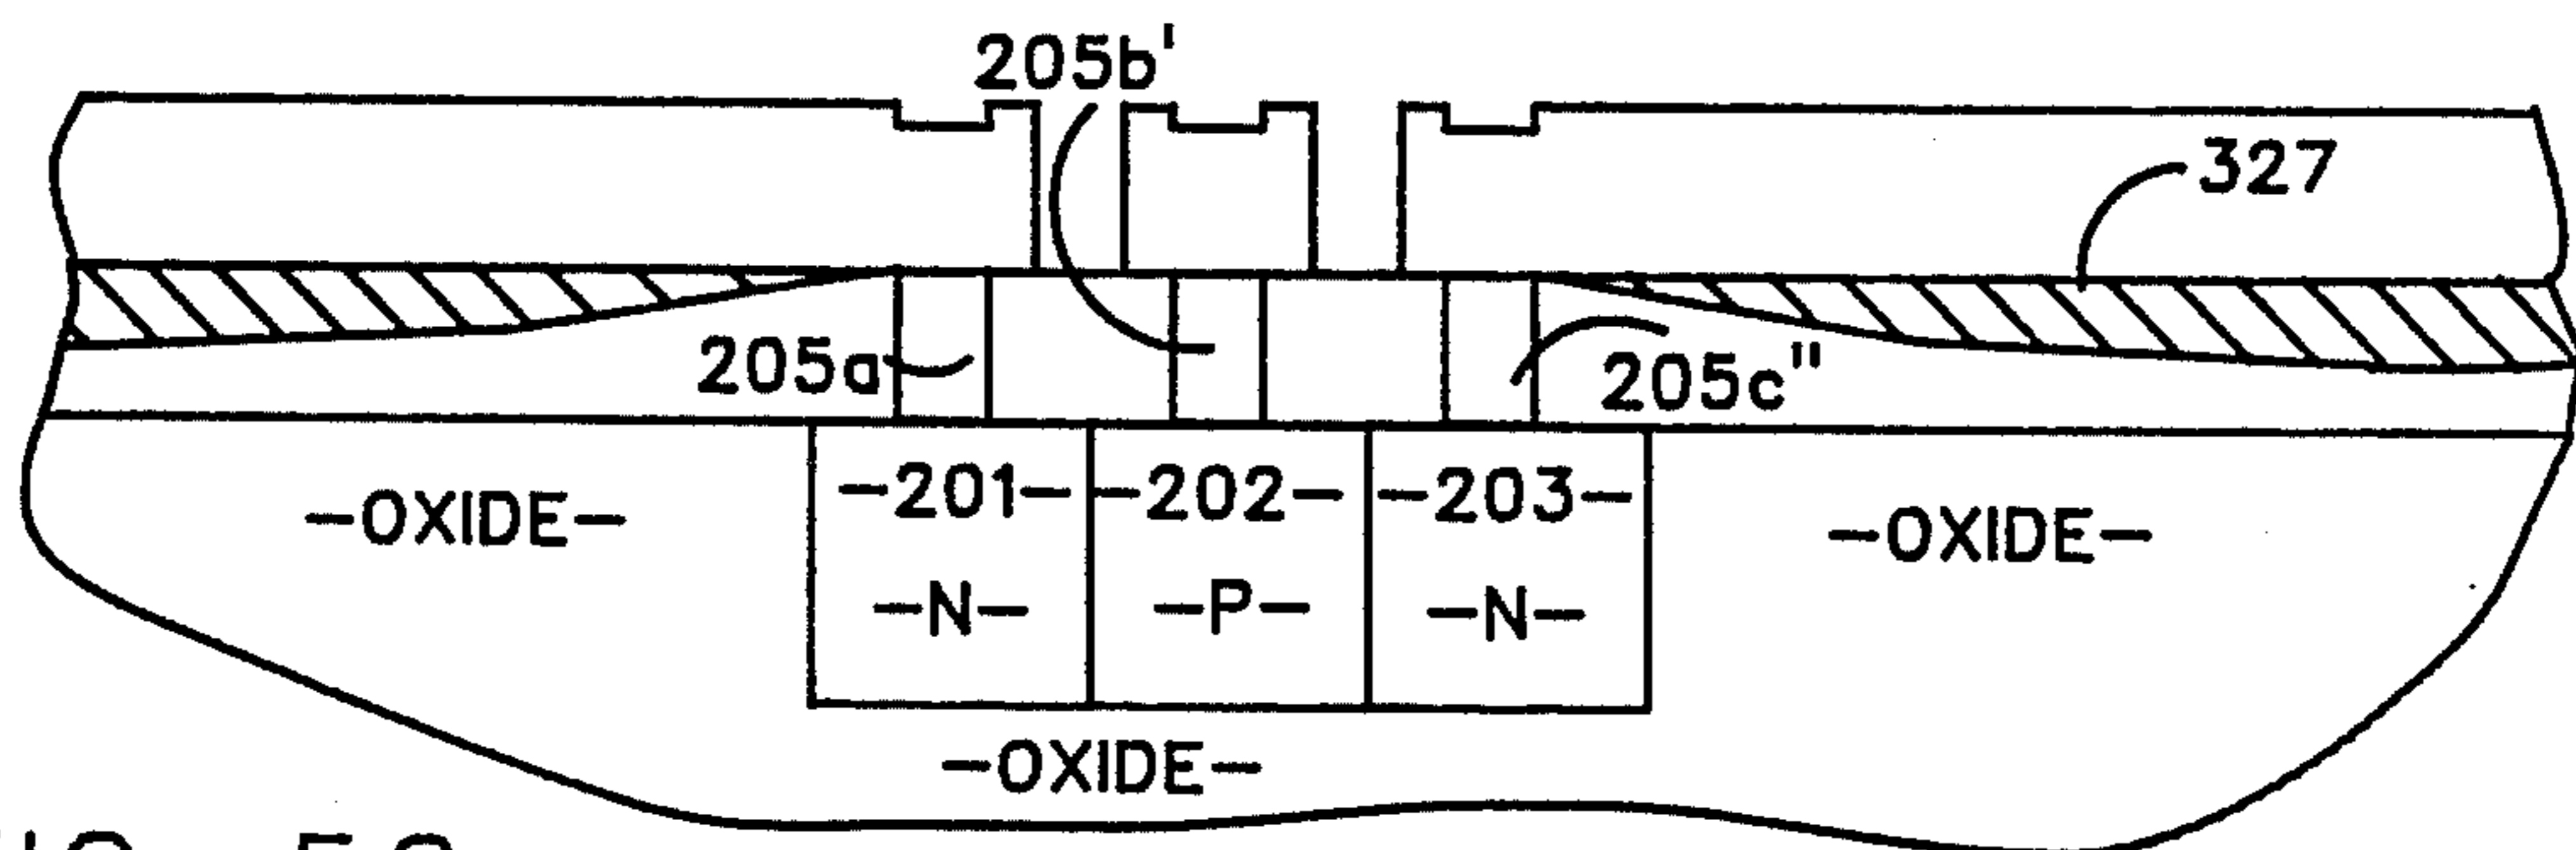 205b'
327
205a
205c"
-201- -202- -203-
-OXIDE- -OXIDE-
-N- -P- -N-
-OXIDE-